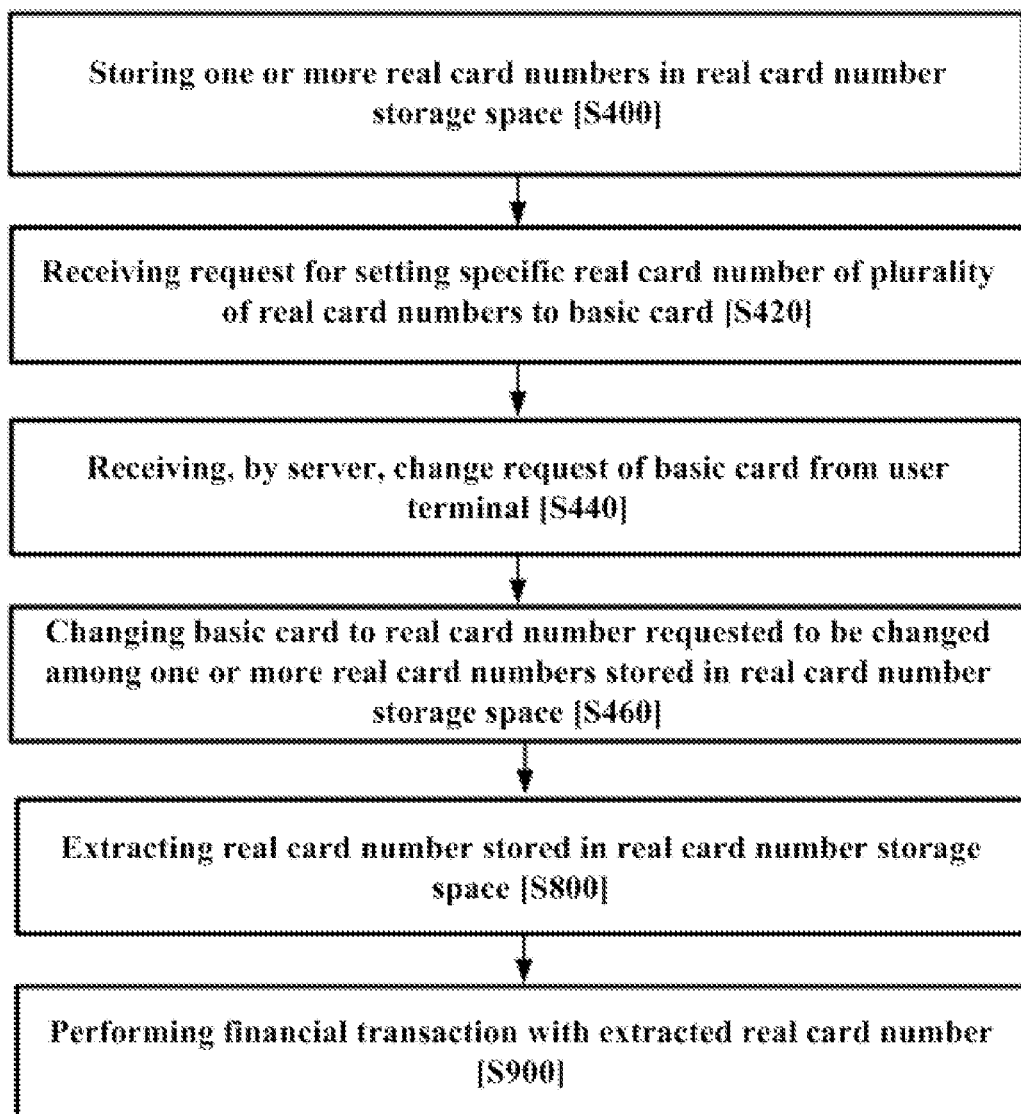 Storing one or more real card numbers in real card number
storage space [S400]
Receiving request for setting specific real card number of plurality
of real card numbers to basic card [S420]
Receiving, by server, change request of basic card from user
terminal [S440]
Changing basic card to real card number requested to be changed
among one or more real card numbers stored in real card number
storage space [S460]
Extracting real card number stored in real card number storage
space [S800]
Performing financial transaction with extracted real card number
[S900]